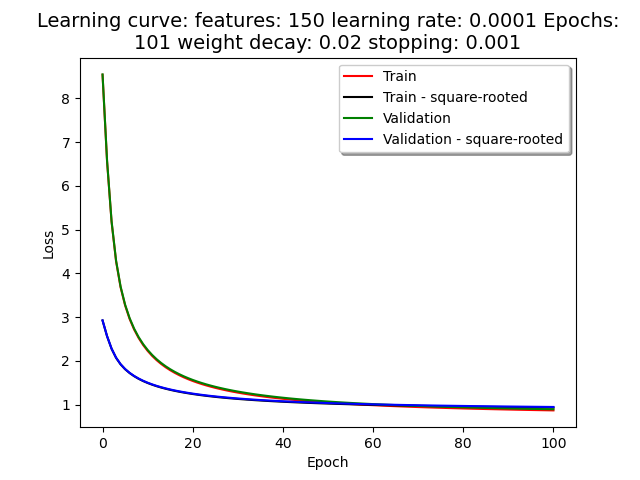 Learning curve: features: 150 learning rate: 0.0001 Epochs:
101 weight decay: 0.02 stopping: 0.001
Train
Train - square-rooted
Validation
Validation - square-rooted
Loss
8
7
6
5
4
3
2
1
0 20 40 60 80 100
Epoch